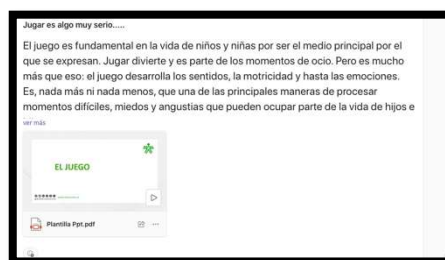 Jugar es algo muy serio.....
El juego es fundamental en la vida de niños y niñas por ser el medio principal por el
que se expresan. Jugar divierte y es parte de los momentos de ocio. Pero es mucho
más que eso: el juego desarrolla los sentidos, la motricidad y hasta las emociones.
Es, nada más ni nada menos, que una de las principales maneras de procesar
momentos difíciles, miedos y angustias que pueden ocupar parte de la vida de hijos e
ver más
EL JUEGO
Plantilla Ppt.pdf